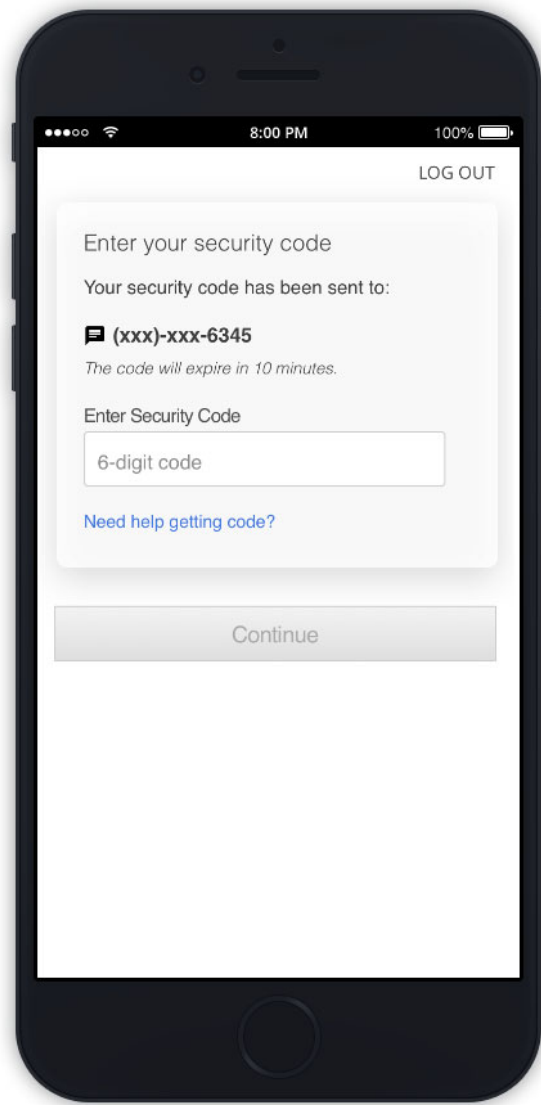 8:00 PM 100%
LOG OUT
Enter your security code
Your security code has been sent to:
(xxx)-xxx-6345
The code will expire in 10 minutes.
Enter Security Code
6-digit code
Need help getting code?
Continue